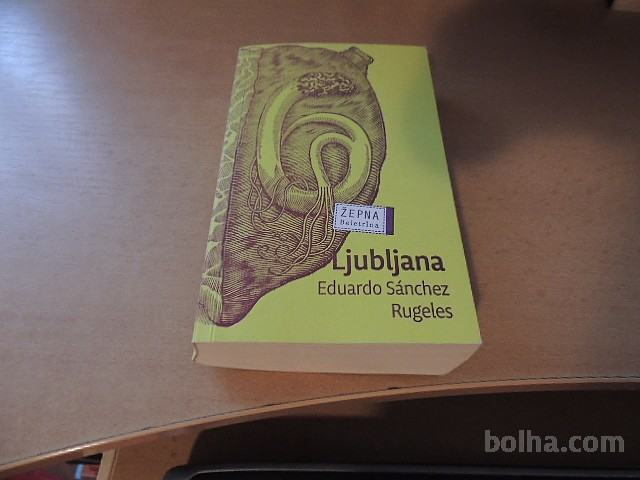 ŽEPNA
Beletrina
Ljubljana
Eduardo Sánchez
Rugeles
bolha.com